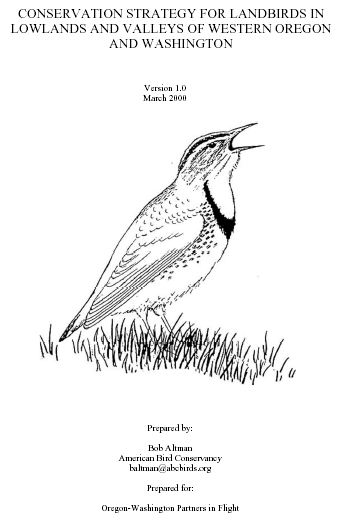 CONSERVATION STRATEGY FOR LANDBIRDS IN
LOWLANDS AND VALLEYS OF WESTERN OREGON
AND WASHINGTON
Version 1.0
March 2000
Prepared by:
Bob Altman
American Bird Conservancy
baltman@abcbirds.org
Prepared for:
Oregon-Washington Partners in Flight